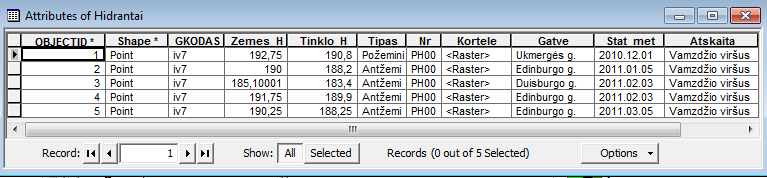 Attributes of Hidrantai
OBJECTID * Shape * GKODAS Zemes_H Tinklo_H Tipas Nr Kortele Gatve Stat_met Atskaita
1 Point iv7 192,75 190,8 Požemini PH00 <Raster> Ukmergės g. 2010.12.01 Vamzdžio viršus
2 Point iv7 190 188,2 Antžemi PH00 <Raster> Edinburgo g. 2011.01.05 Vamzdžio viršus
3 Point iv7 185,10001 183,4 Antžemi PH00 <Raster> Duisburgo g. 2011.02.03 Vamzdžio viršus
4 Point iv7 191,75 189,9 Antžemi PH00 <Raster> Edinburgo g. 2011.02.03 Vamzdžio viršus
5 Point iv7 190,25 188,25 Antžemi PH00 <Raster> Edinburgo g. 2011.03.05 Vamzdžio viršus
Record: 1 Show: All Selected Records (0 out of 5 Selected) Options